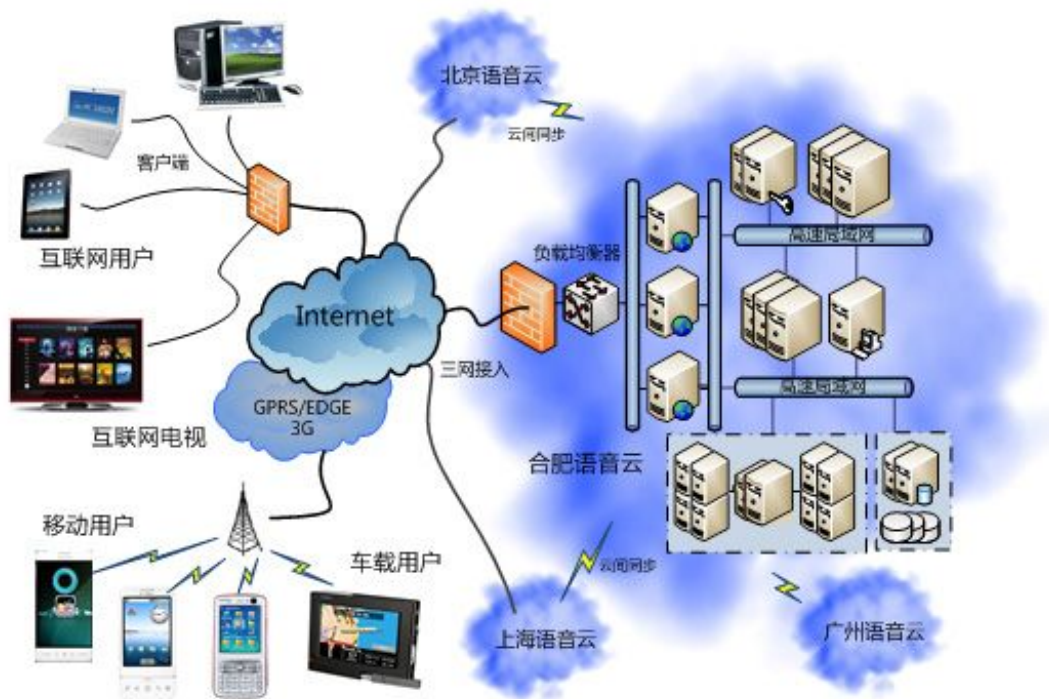 北京语音云
云间同步
客户端
互联网用户
负载均衡器
高速局域网
Internet
三网接入
高速局域网
GPRS/EDGE
3G
互联网电视
合肥语音云
移动用户
车载用户
云间同步
上海语音云
广州语音云